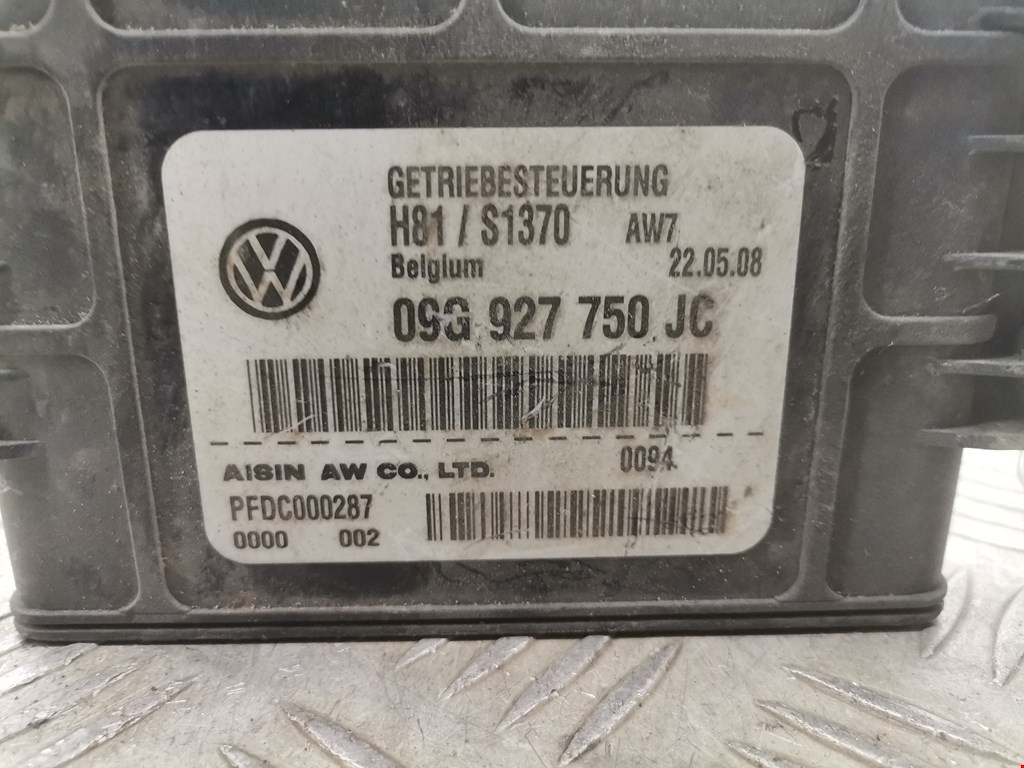 GETRIEBESTEUERUNG
H81 / S1370 AW7
Belgium 22.05.08
09G 927 750 JC
AISIN AW CO., LTD. 0094
PFDC000287
0000 002